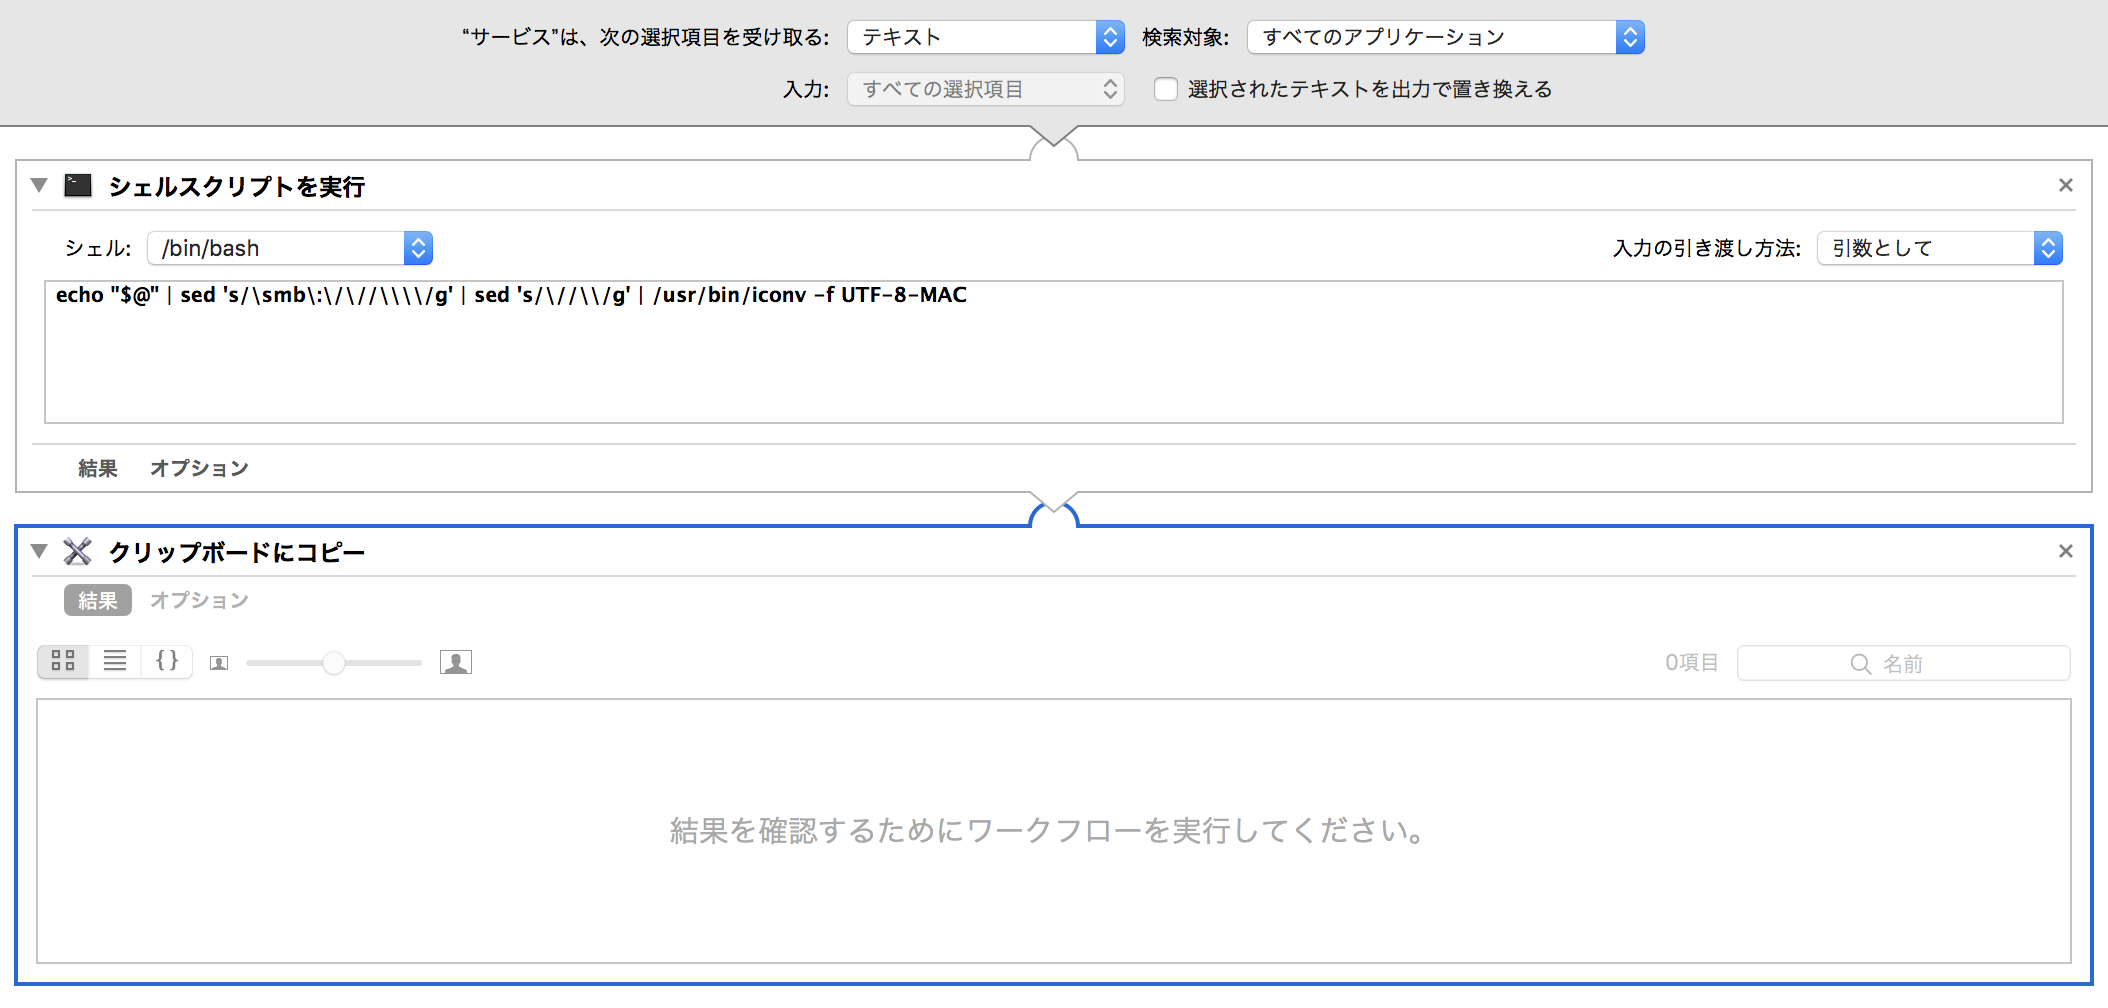 “サービス”は、次の選択項目を受け取る: テキスト 検索対象: すべてのアプリケーション
入力: すべての選択項目 選択されたテキストを出力で置き換える
シェルスクリプトを実行
シェル: /bin/bash 入力の引き渡し方法: 引数として
echo "$@" | sed 's/\smb\:\/\//\\\\/g' | sed 's/\//\\/g' | /usr/bin/iconv -f UTF-8-MAC
結果 オプション
クリップボードにコピー
結果 オプション
0項目 名前
結果を確認するためにワークフローを実行してください。